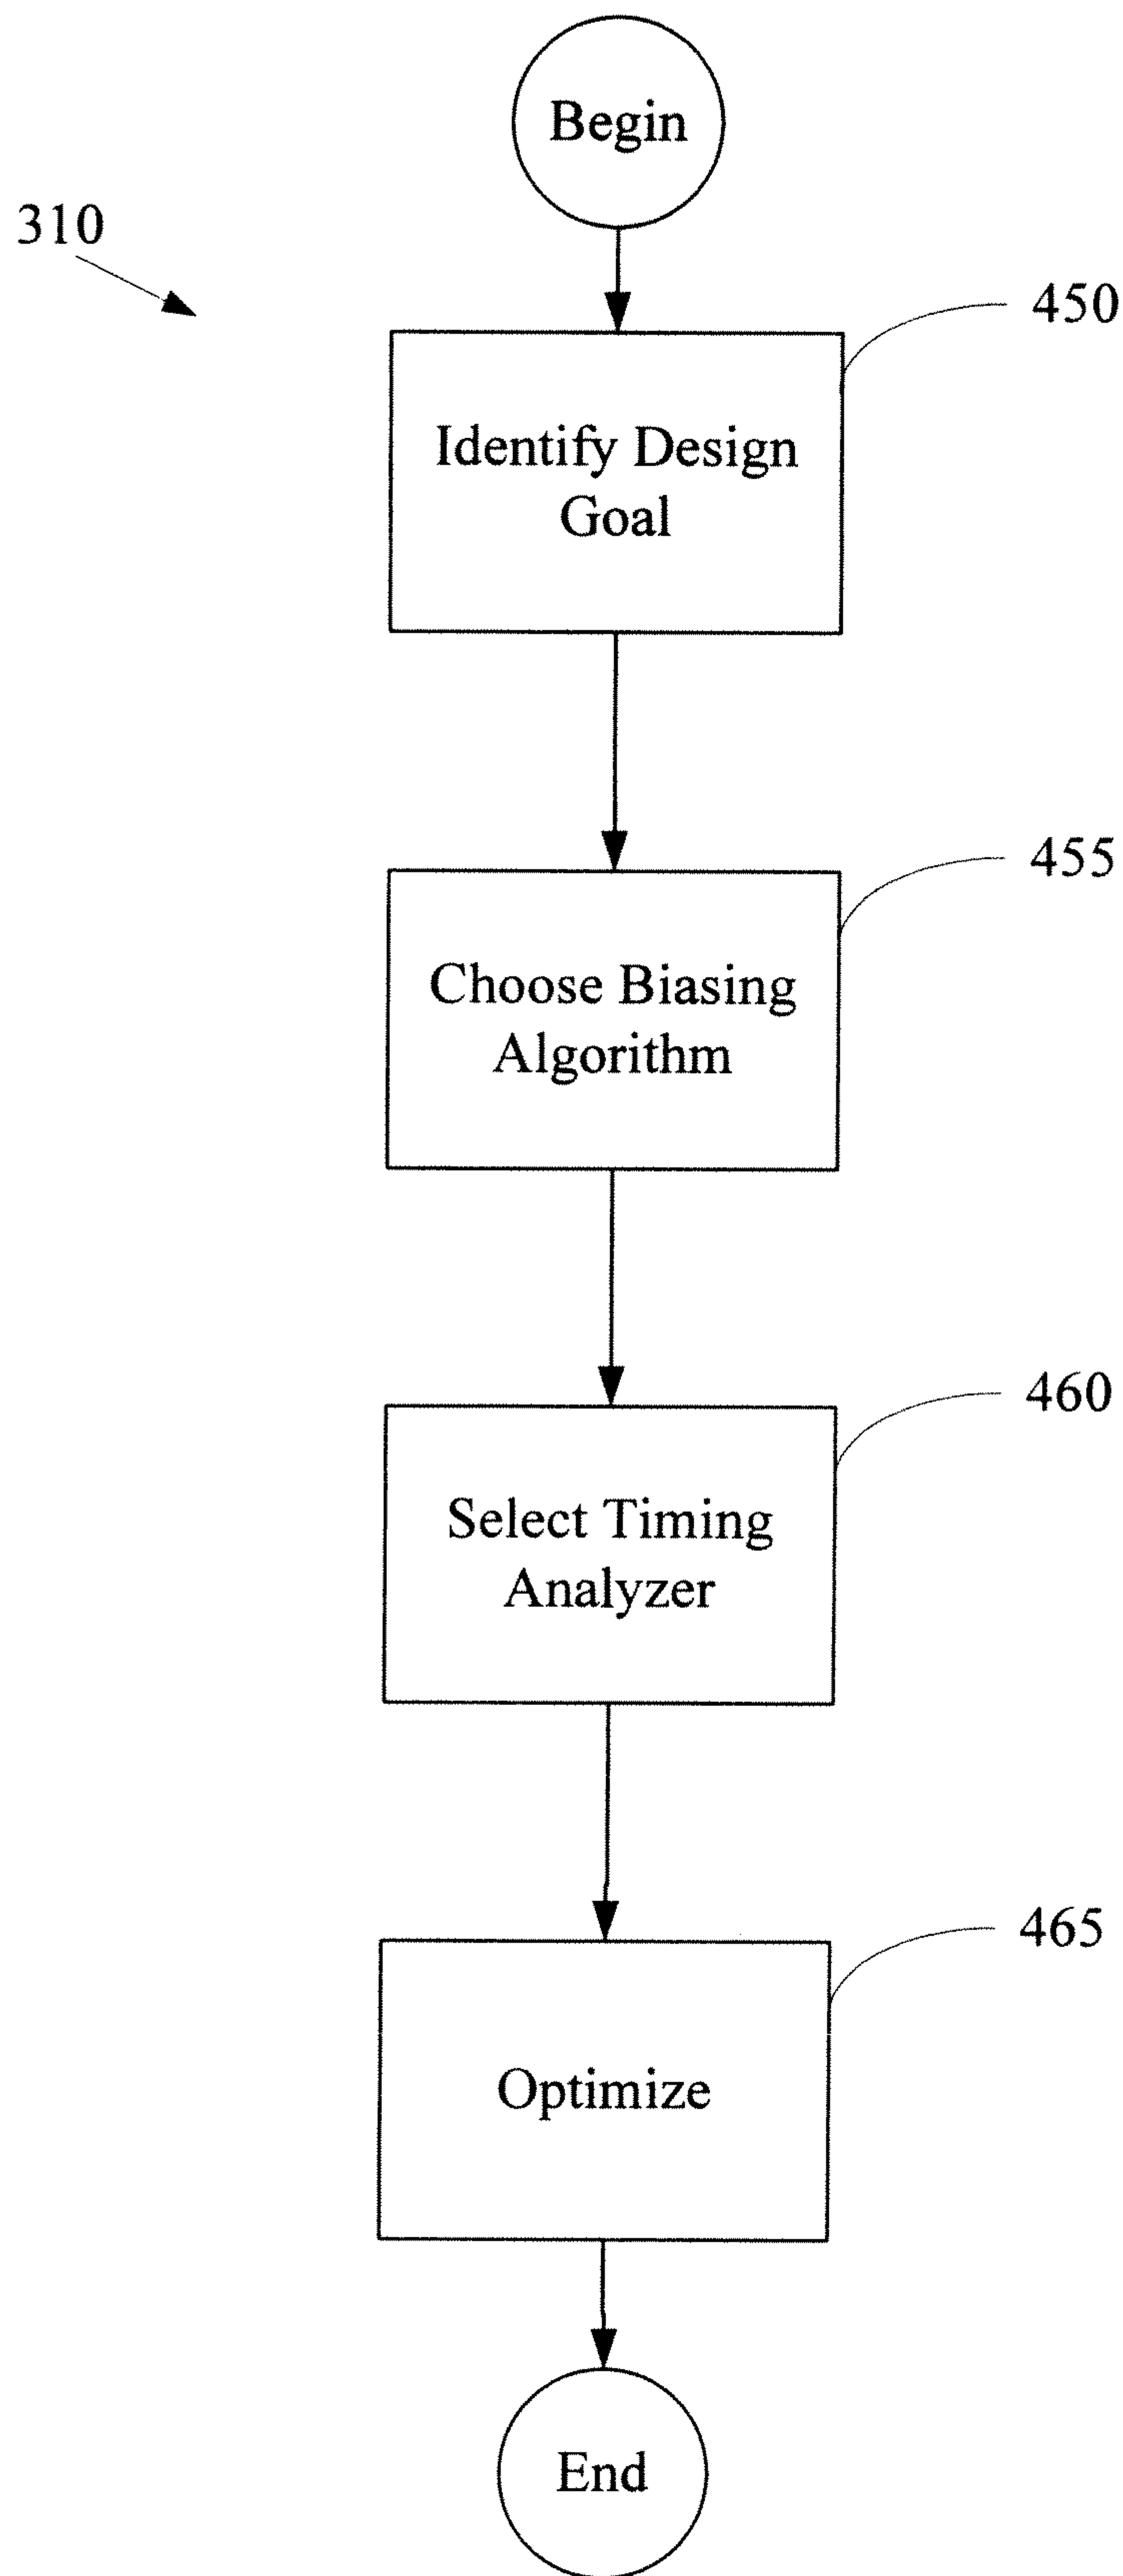 Begin
310
450
Identify Design
Goal
455
Choose Biasing
Algorithm
460
Select Timing
Analyzer
465
Optimize
End